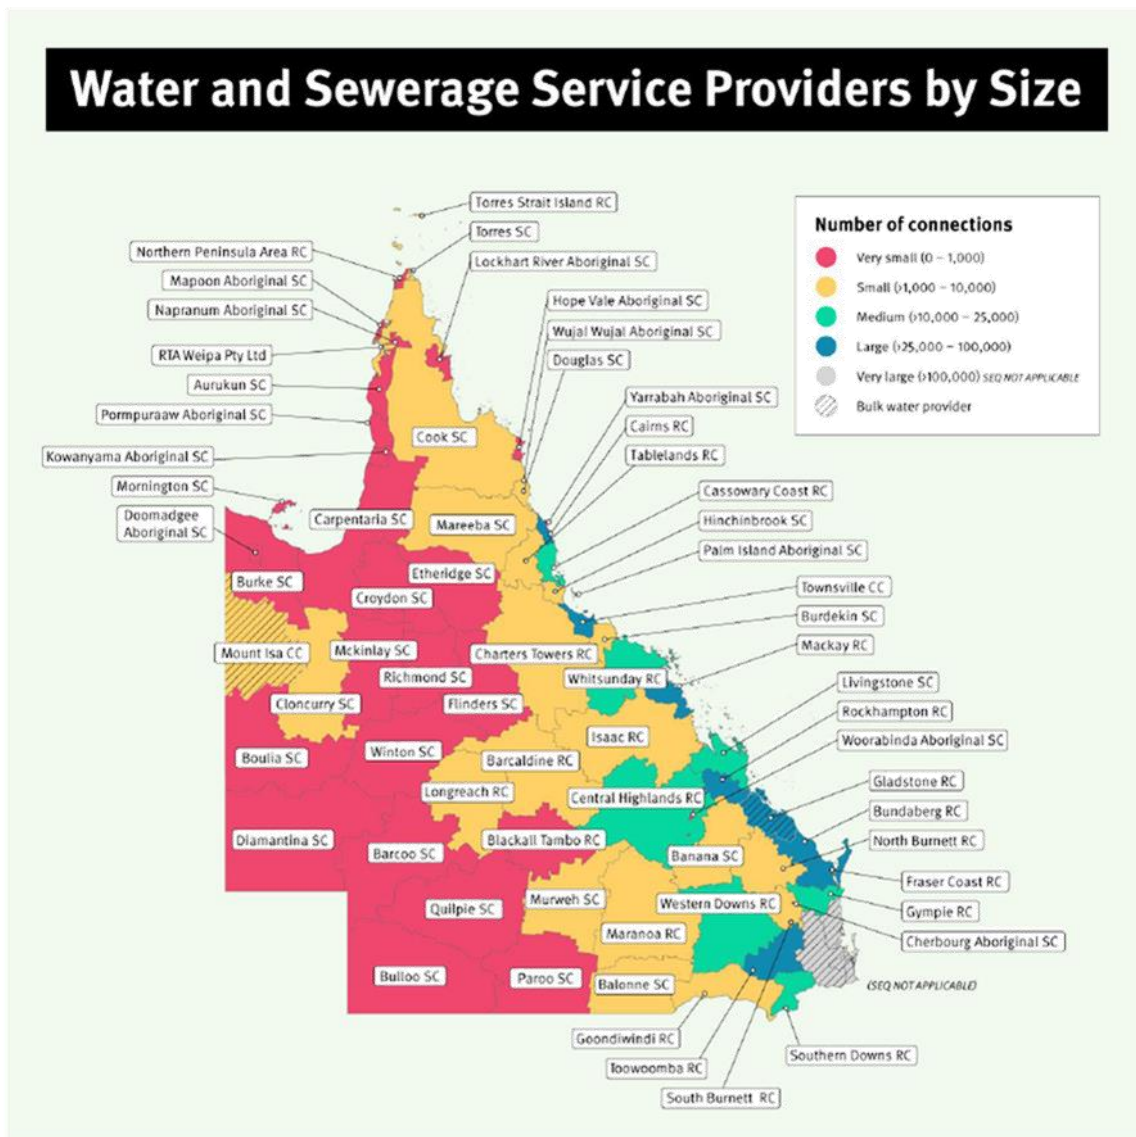 Water and Sewerage Service Providers by Size
Torres Strait Island RC
Torres SC
Northern Peninsula Area RC
Lockhart River Aboriginal SC
Mapoon Aboriginal SC
Napranum Aboriginal SC
Hope Vale Aboriginal SC
Wujal Wujal Aboriginal SC
RTA Weipa Pty Ltd
Douglas SC
Aurukun SC
Yarrabah Aboriginal SC
Pormpuraaw Aboriginal SC
Cairns RC
Cook SC
Kowanyama Aboriginal SC
Tablelands RC
Mornington SC
Cassowary Coast RC
Doomadgee
Aboriginal SC
Carpentaria SC
Mareeba SC
Hinchinbrook SC
Palm Island Aboriginal SC
Etheridge SC
Burke SC
Townsville CC
Croydon SC
Burdekin SC
Mount Isa CC
Mckinlay SC
Charters Towers RC
Mackay RC
Richmond SC
Whitsunday RC
Livingstone SC
Cloncurry SC
Flinders SC
Rockhampton RC
Isaac RC
Woorabinda Aboriginal SC
Boulia SC
Winton SC
Barcaldine RC
Gladstone RC
Longreach RC
Central Highlands RC
Bundaberg RC
Diamantina SC
Blackall Tambo RC
North Burnett RC
Barcoo SC
Banana SC
Fraser Coast RC
Murweh SC
Western Downs RC
Quilpie SC
Gympie RC
Maranoa RC
Cherbourg Aboriginal SC
Bulloo SC
Paroo SC
Balonne SC
(SEQ NOT APPLICABLE)
Goondiwindi RC
Southern Downs RC
Toowoomba RC
South Burnett RC
Number of connections
Very small (0 – 1,000)
Small (>1,000 – 10,000)
Medium (>10,000 – 25,000)
Large (>25,000 – 100,000)
Very large (>100,000) SEQ NOT APPLICABLE
Bulk water provider